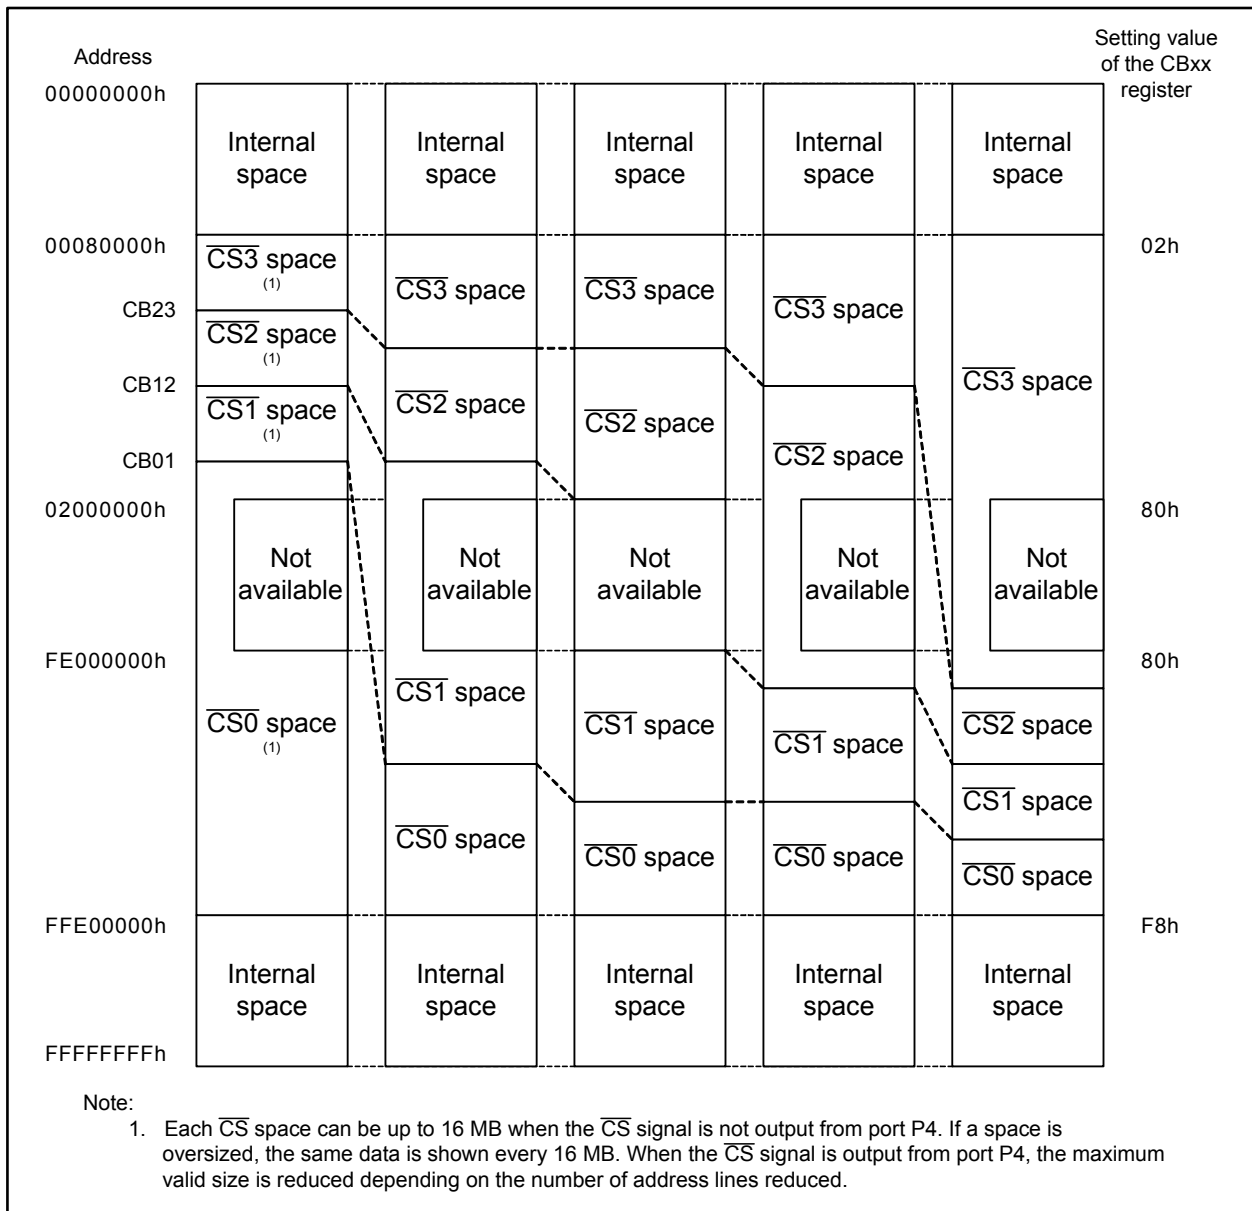 Address
Setting value
of the CBxx
register
00000000h
Internal
space
Internal
space
Internal
space
Internal
space
Internal
space
00080000h
02h
CS3 space
(1)
CS3 space
CS3 space
CS3 space
CS3 space
CB23
CS2 space
(1)
CS2 space
CS2 space
CS2 space
CB12
CS1 space
(1)
CB01
02000000h
80h
Not
available
Not
available
Not
available
Not
available
Not
available
FE000000h
80h
CS0 space
(1)
CS1 space
CS1 space
CS1 space
CS2 space
CS1 space
CS0 space
CS0 space
CS0 space
CS0 space
FFE00000h
F8h
Internal
space
Internal
space
Internal
space
Internal
space
Internal
space
FFFFFFFFh
Note:
1. Each CS space can be up to 16 MB when the CS signal is not output from port P4. If a space is
oversized, the same data is shown every 16 MB. When the CS signal is output from port P4, the maximum
valid size is reduced depending on the number of address lines reduced.